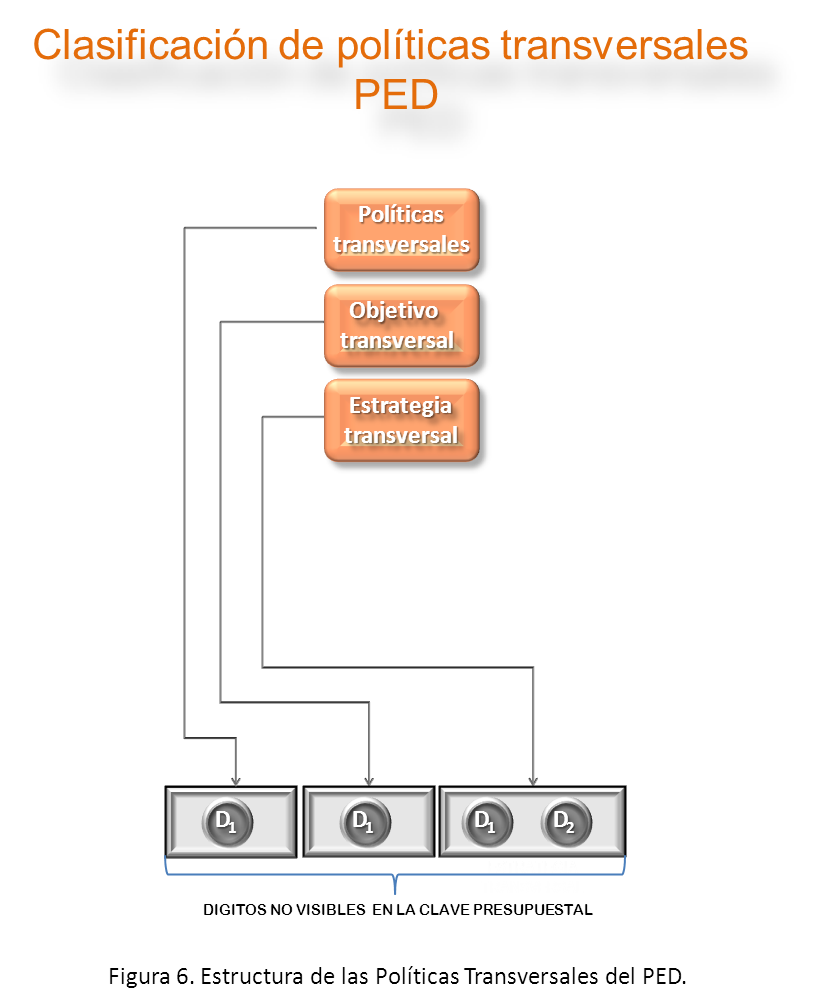 Clasificación de políticas transversales
PED
Políticas
transversales
Objetivo
transversal
Estrategia
transversal
D1 D1 D1 D2
DIGITOS NO VISIBLES EN LA CLAVE PRESUPUESTAL
Figura 6. Estructura de las Políticas Transversales del PED.